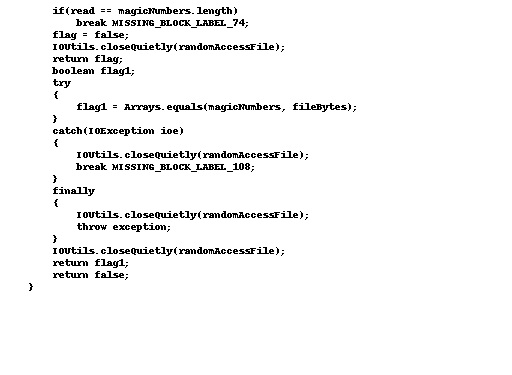 if(read == magicNumbers.length)
break MISSING_BLOCK_LABEL_74;
flag = false;
IOUtils.closeQuietly(randomAccessFile);
return flag;
boolean flag1;
try
{
flag1 = Arrays.equals(magicNumbers, fileBytes);
}
catch(IOException ioe)
{
IOUtils.closeQuietly(randomAccessFile);
break MISSING_BLOCK_LABEL_108;
}
finally
{
IOUtils.closeQuietly(randomAccessFile);
throw exception;
}
IOUtils.closeQuietly(randomAccessFile);
return flag1;
return false;
}